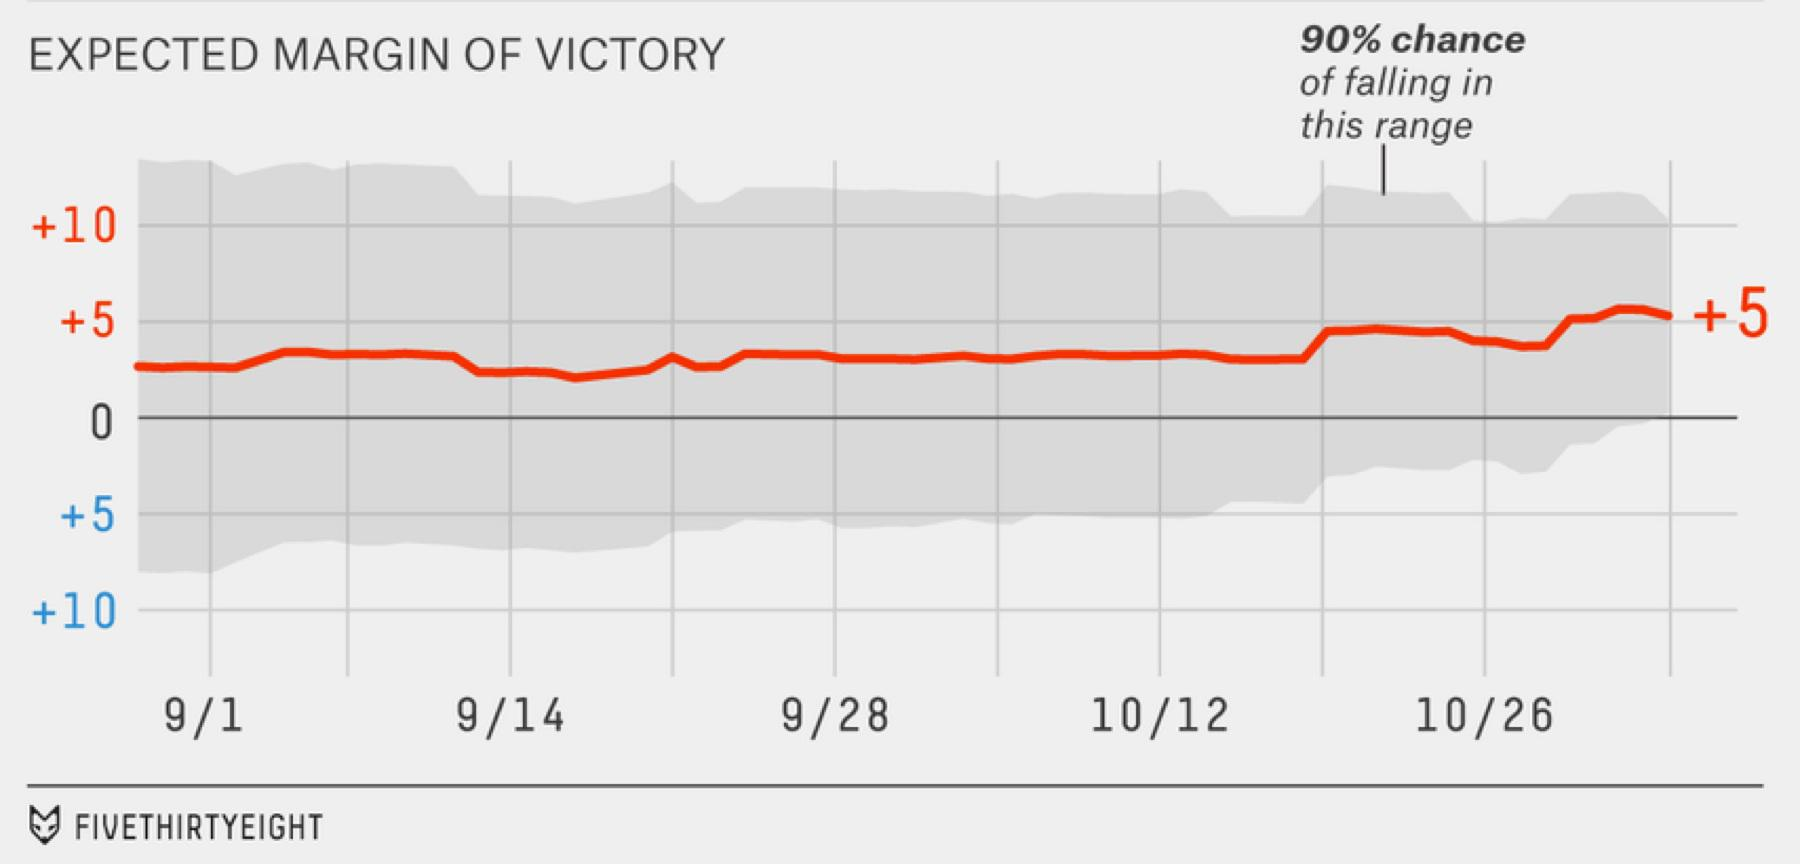 EXPECTED MARGIN OF VICTORY
90% chance
of falling in
this range
+10
+5
+5
0
+5
+10
9/1 9/14 9/28 10/12 10/26
FIVETHIRTYEIGHT